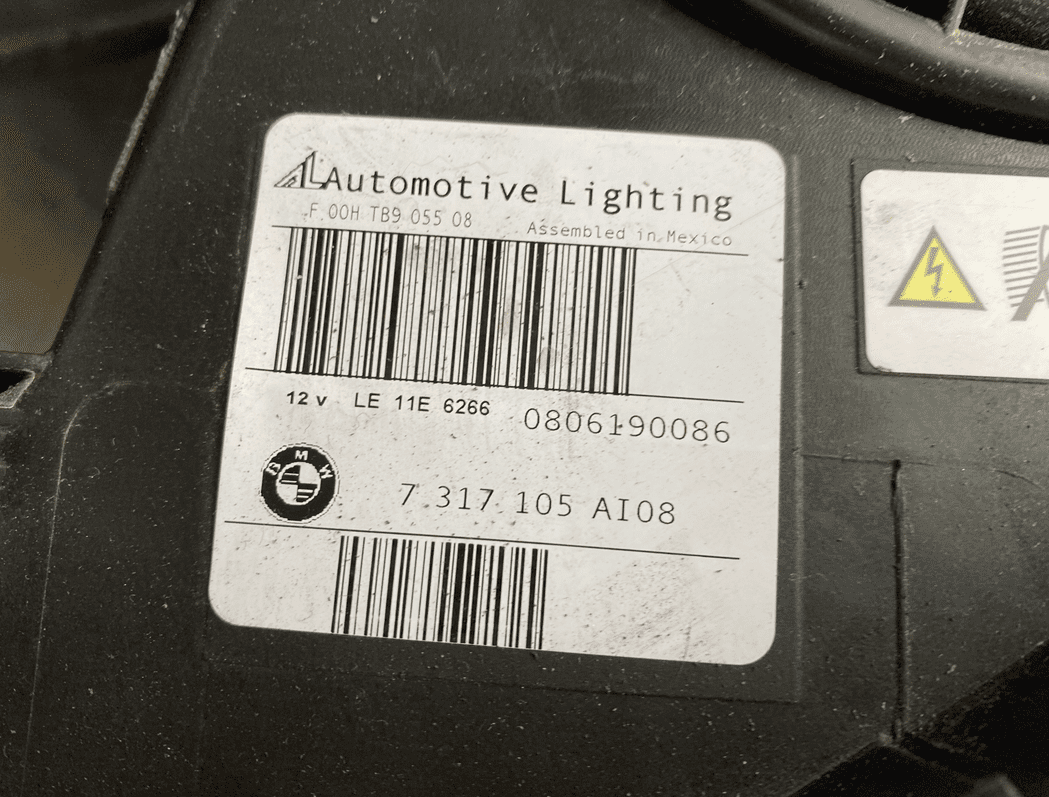 AL Automotive Lighting
F 00H TB9 055 08
Assembled in Mexico
12 v LE 11E 6266 0806190086
BMW
7 317 105 AI08